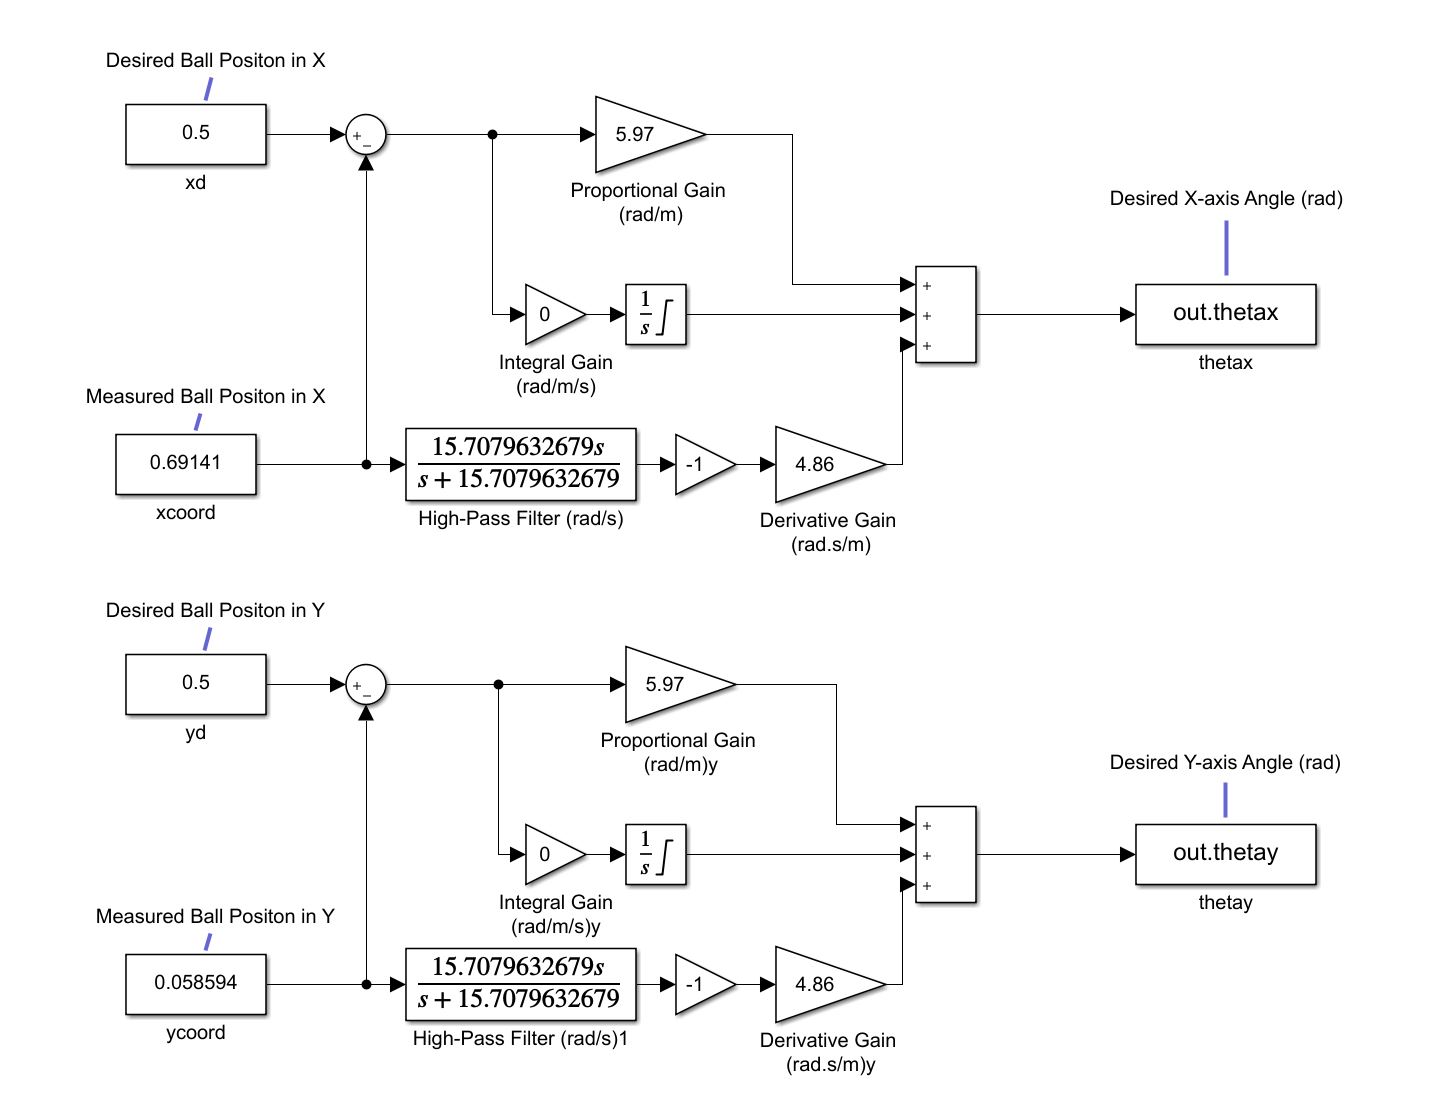 Desired Ball Positon in X
0.5
xd
+
_
5.97
Proportional Gain
(rad/m)
0
Integral Gain
(rad/m/s)
1
s
Measured Ball Positon in X
0.69141
xcoord
15.7079632679s
s + 15.7079632679
High-Pass Filter (rad/s)
-1
4.86
Derivative Gain
(rad.s/m)
+
+
+
Desired X-axis Angle (rad)
out.thetax
thetax
Desired Ball Positon in Y
0.5
yd
+
_
5.97
Proportional Gain
(rad/m)y
0
Integral Gain
(rad/m/s)y
1
s
Measured Ball Positon in Y
0.058594
ycoord
15.7079632679s
s + 15.7079632679
High-Pass Filter (rad/s)1
-1
4.86
Derivative Gain
(rad.s/m)y
+
+
+
Desired Y-axis Angle (rad)
out.thetay
thetay